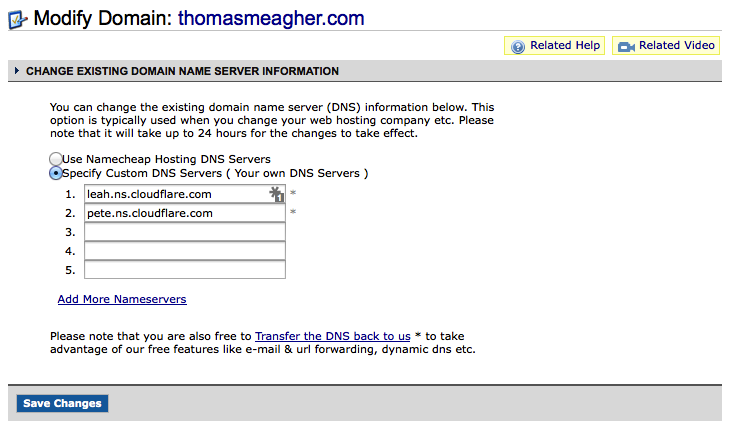 Modify Domain: thomasmeagher.com
Related Help Related Video
CHANGE EXISTING DOMAIN NAME SERVER INFORMATION
You can change the existing domain name server (DNS) information below. This
option is typically used when you change your web hosting company etc. Please
note that it will take up to 24 hours for the changes to take effect.
Use Namecheap Hosting DNS Servers
Specify Custom DNS Servers ( Your own DNS Servers )
1. leah.ns.cloudflare.com 1 *
2. pete.ns.cloudflare.com *
3.
4.
5.
Add More Nameservers
Please note that you are also free to Transfer the DNS back to us * to take
advantage of our free features like e-mail & url forwarding, dynamic dns etc.
Save Changes